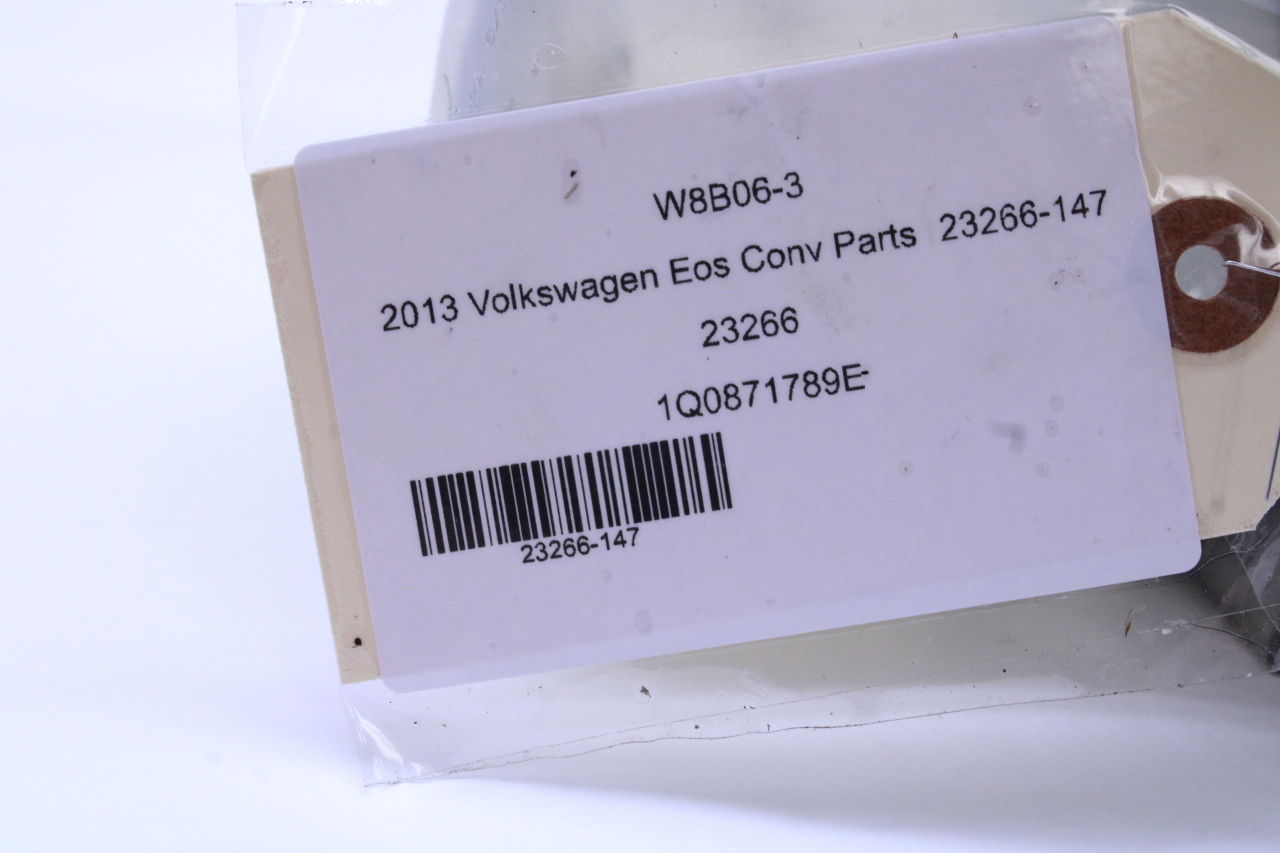 W8B06-3
2013 Volkswagen Eos Conv Parts 23266-147
23266
1Q0871789E-
23266-147